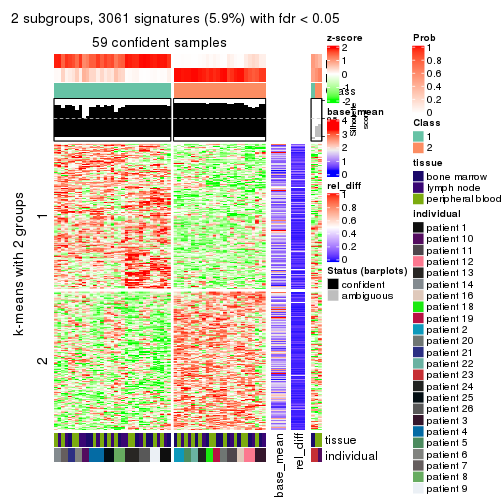 2 subgroups, 3061 signatures (5.9%) with fdr < 0.05
59 confident samples
k-means with 2 groups
1
2
Silhouette score
base_mean
rel_diff
tissue
individual
z-score
2
1
0
-1
-2
Class
base_mean
4
3
2
1
0
rel_diff
1
0.8
0.6
0.4
0.2
0
Status (barplots)
confident
ambiguous
Prob
1
0.8
0.6
0.4
0.2
0
Class
1
2
tissue
bone marrow
lymph node
peripheral blood
individual
patient 1
patient 10
patient 11
patient 12
patient 13
patient 14
patient 16
patient 18
patient 19
patient 2
patient 20
patient 21
patient 22
patient 23
patient 24
patient 25
patient 26
patient 3
patient 4
patient 5
patient 6
patient 7
patient 8
patient 9